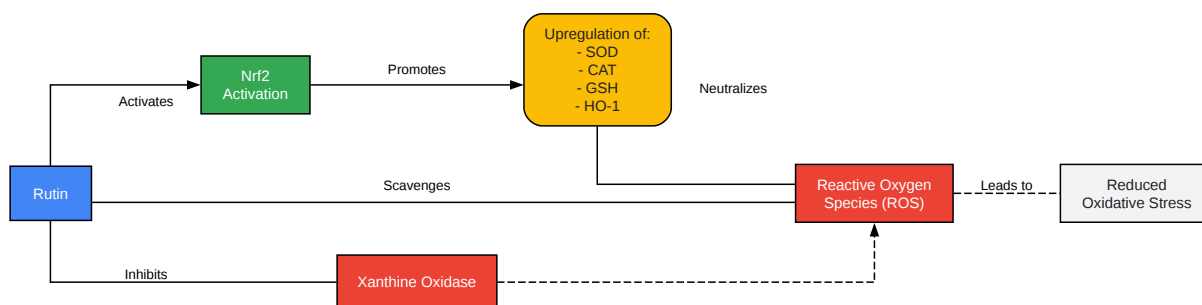 Upregulation of:
- SOD
- CAT
- GSH
- HO-1
Nrf2
Activation
Promotes
Neutralizes
Activates
Rutin
Scavenges
Reactive Oxygen
Species (ROS)
Leads to
Reduced
Oxidative Stress
Inhibits
Xanthine Oxidase